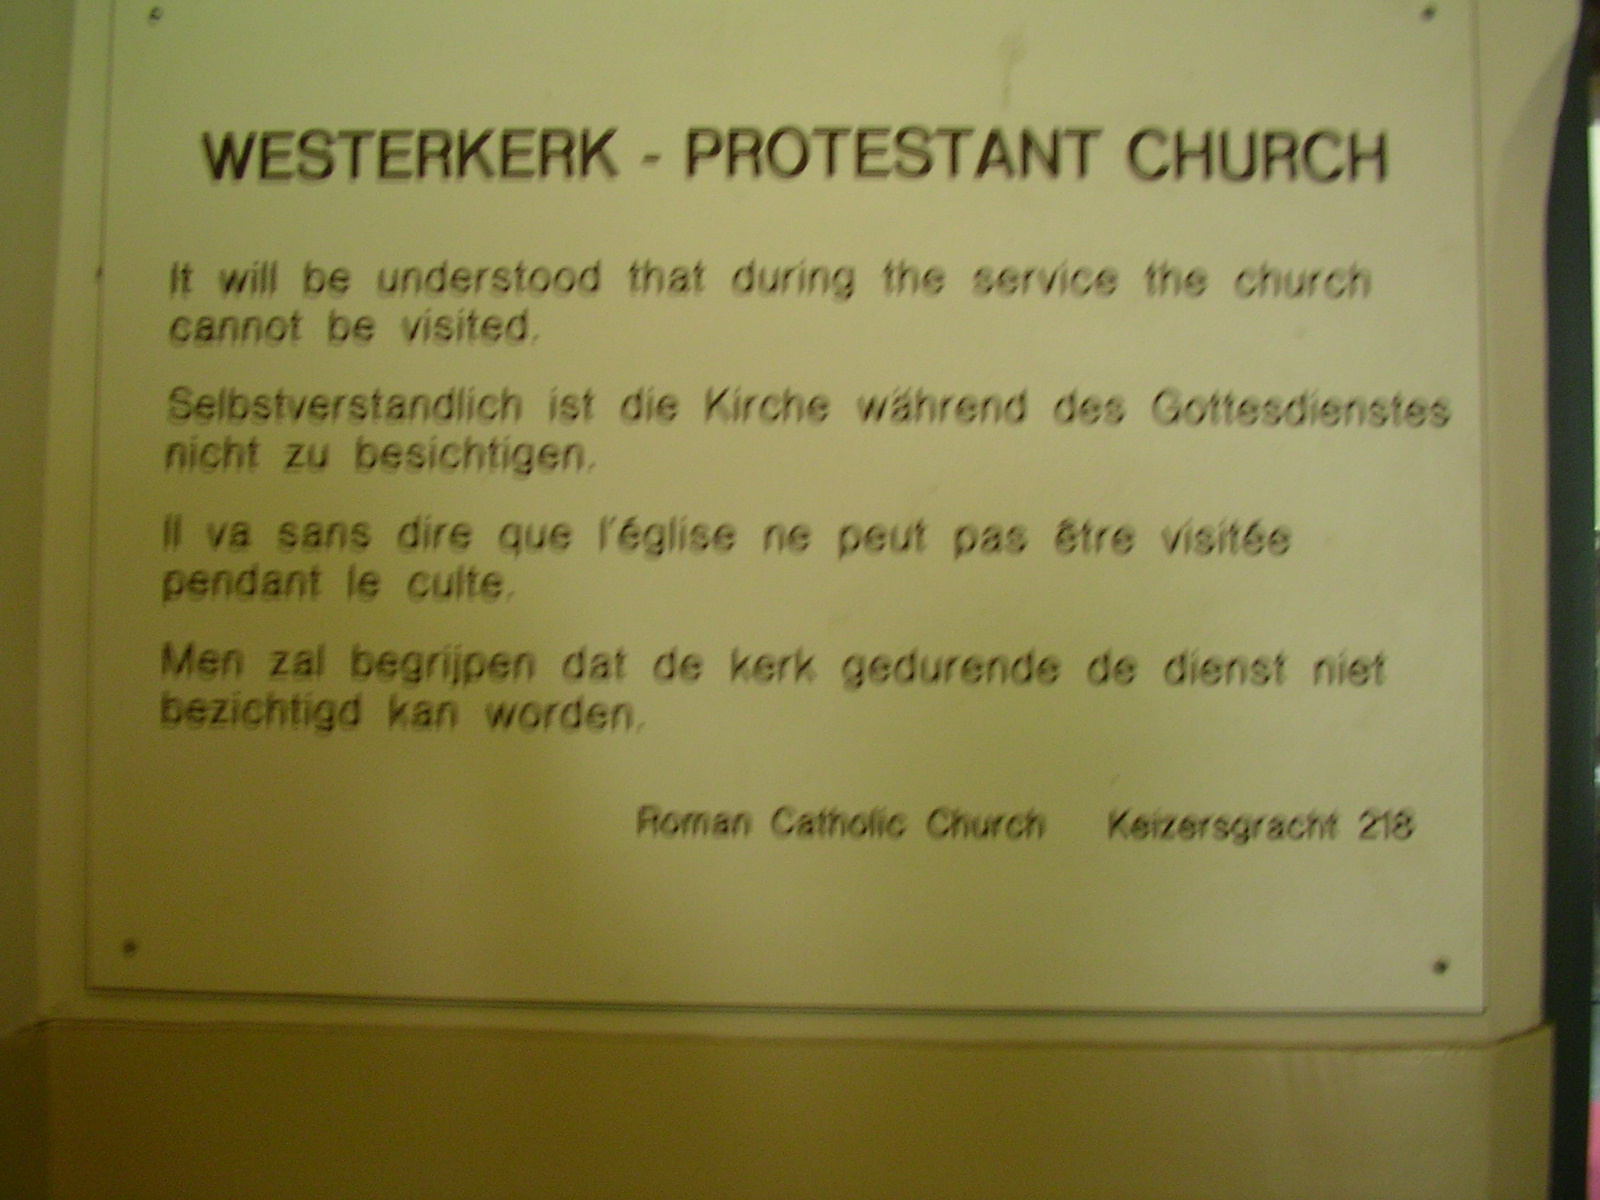 WESTERKERK - PROTESTANT CHURCH
It will be understood that during the service the church
cannot be visited.
Selbstverstandlich ist die Kirche während des Gottesdienstes
nicht zu besichtigen.
Il va sans dire que l'église ne peut pas être visitée
pendant le culte.
Men zal begrijpen dat de kerk gedurende de dienst niet
bezichtigd kan worden.
Roman Catholic Church Keizersgracht 218